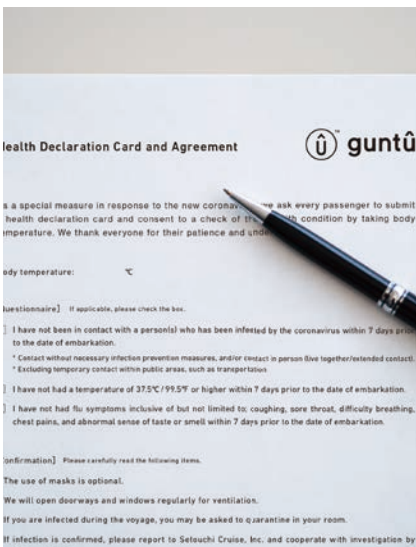 ealth Declaration Card and Agreement
û™ guntû
s a special measure in response to the new ask every passenger to submit
health declaration card and consent to a check of condition by taking body
emperature. We thank everyone for their patience and
ody temperature: ℃
uestionnaire] If applicable, please check the box.
] I have not been in contact with a person(s) who has been infected by the coronavirus within 7 days prior
to the date of embarkation.
* Contact without necessary infection prevention measures, and/or contact in person (live together/extended contact).
* Excluding temporary contact within public areas, such as transportation
] I have not had a temperature of 37.5℃ / 99.5℉ or higher within 7 days prior to the date of embarkation.
] I have not had flu symptoms inclusive of but not limited to; coughing, sore throat, difficulty breathing,
chest pains, and abnormal sense of taste or smell within 7 days prior to the date of embarkation.
onfirmation] Please carefully read the following items.
The use of masks is optional.
We will open doorways and windows regularly for ventilation.
If you are infected during the voyage, you may be asked to quarantine in your room.
If infection is confirmed, please report to Setouchi Cruise, Inc. and cooperate with investigation by